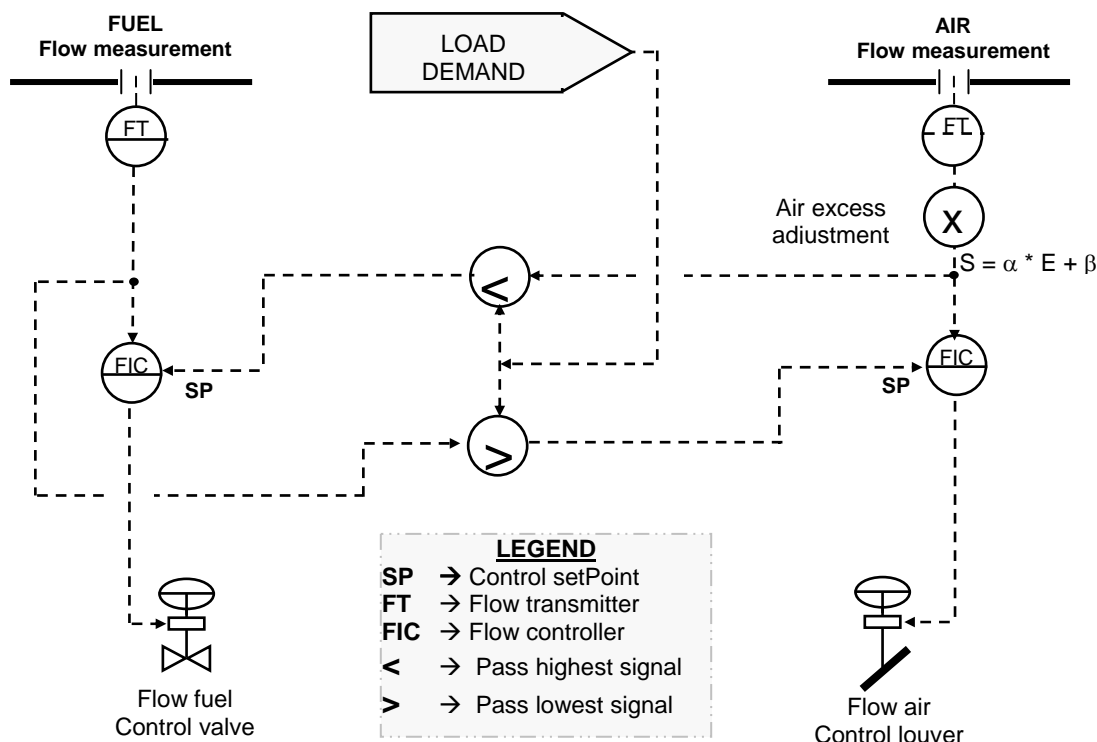 FUEL
Flow measurement
LOAD
DEMAND
AIR
Flow measurement
FT
FT
Air excess
adjustment
X
S = α * E + β
<
FIC
SP
FIC
SP
>
LEGEND
SP → Control setPoint
FT → Flow transmitter
FIC → Flow controller
< → Pass highest signal
> → Pass lowest signal
Flow fuel
Control valve
Flow air
Control louver